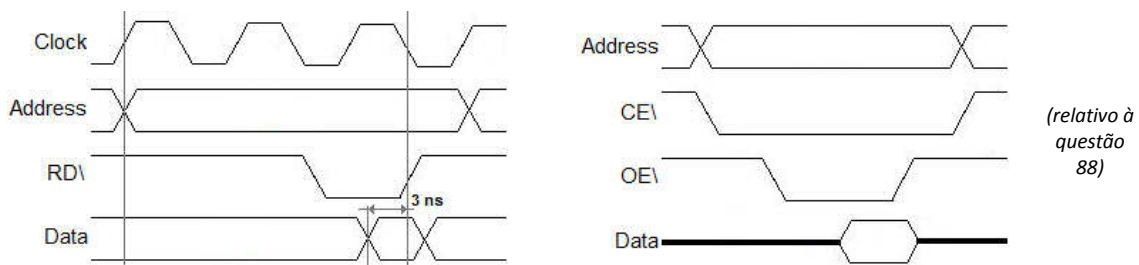 Clock
Address
RD\
3 ns
Data
Address
CE\
OE\
Data
(relativo à
questão
88)